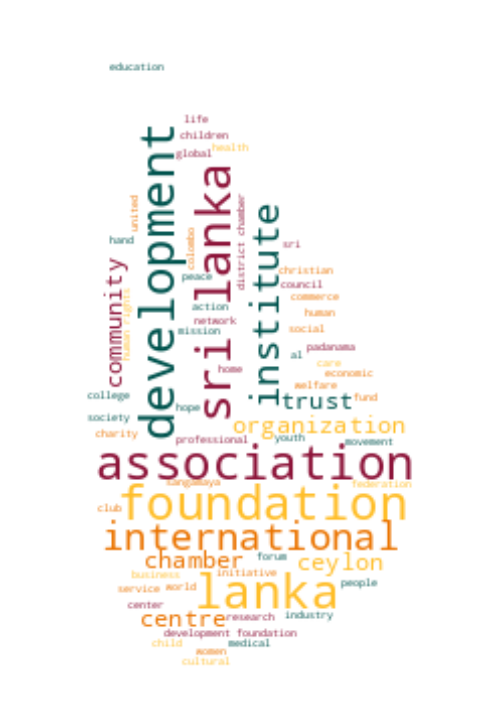 education
life
children
health
global
development
sri lanka
united
district chamber
institute
hand
colombo
sri
community
human rights
peace
christian
council
action
commerce
network
human
mission
social
padanama
al
home
care
economic
welfare
college
trust
fund
hope
society
organization
charity
professional
youth
movement
association
sangamaya
federation
foundation
club
international
chamber
forum
ceylon
business
initiative
lanka
people
service
world
center
centre
research
industry
development foundation
child
medical
women
cultural